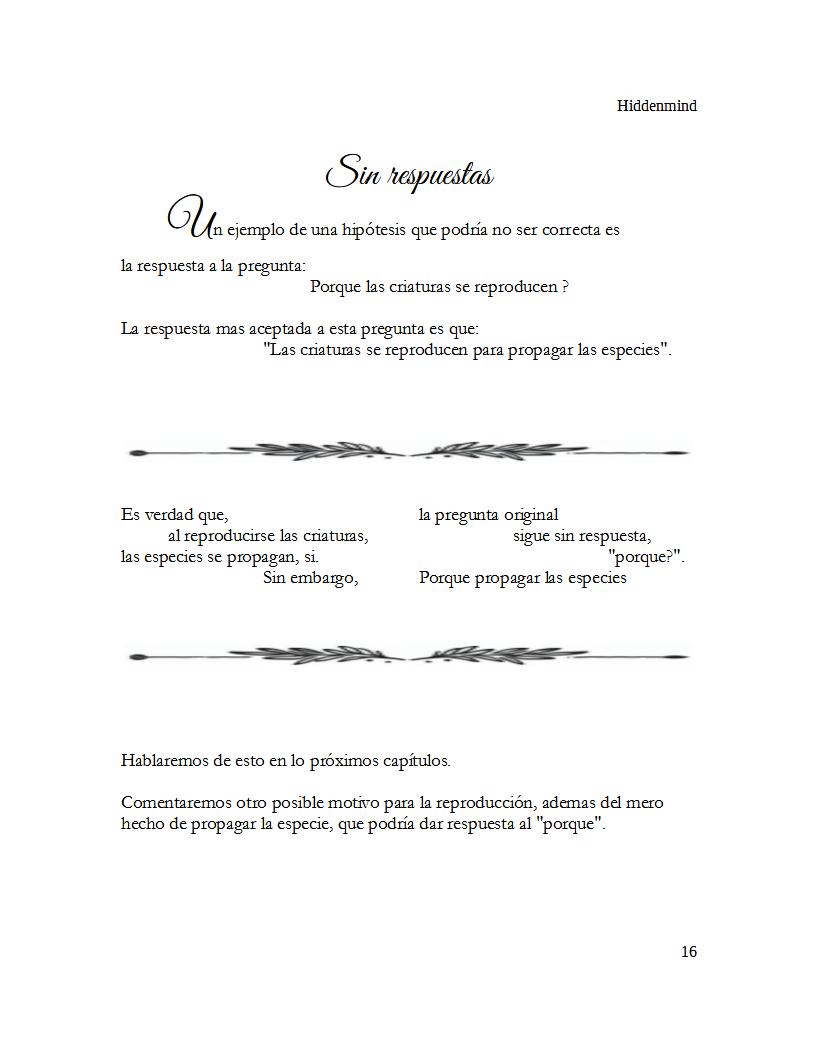 Hiddenmind
Sin respuestas
Un ejemplo de una hipótesis que podría no ser correcta es
la respuesta a la pregunta:
Porque las criaturas se reproducen ?
La respuesta mas aceptada a esta pregunta es que:
"Las criaturas se reproducen para propagar las especies".
Es verdad que,
al reproducirse las criaturas,
las especies se propagan, si.
Sin embargo,
la pregunta original
sigue sin respuesta,
"porque?".
Porque propagar las especies
Hablaremos de esto en lo próximos capítulos.
Comentaremos otro posible motivo para la reproducción, ademas del mero
hecho de propagar la especie, que podría dar respuesta al "porque".
16